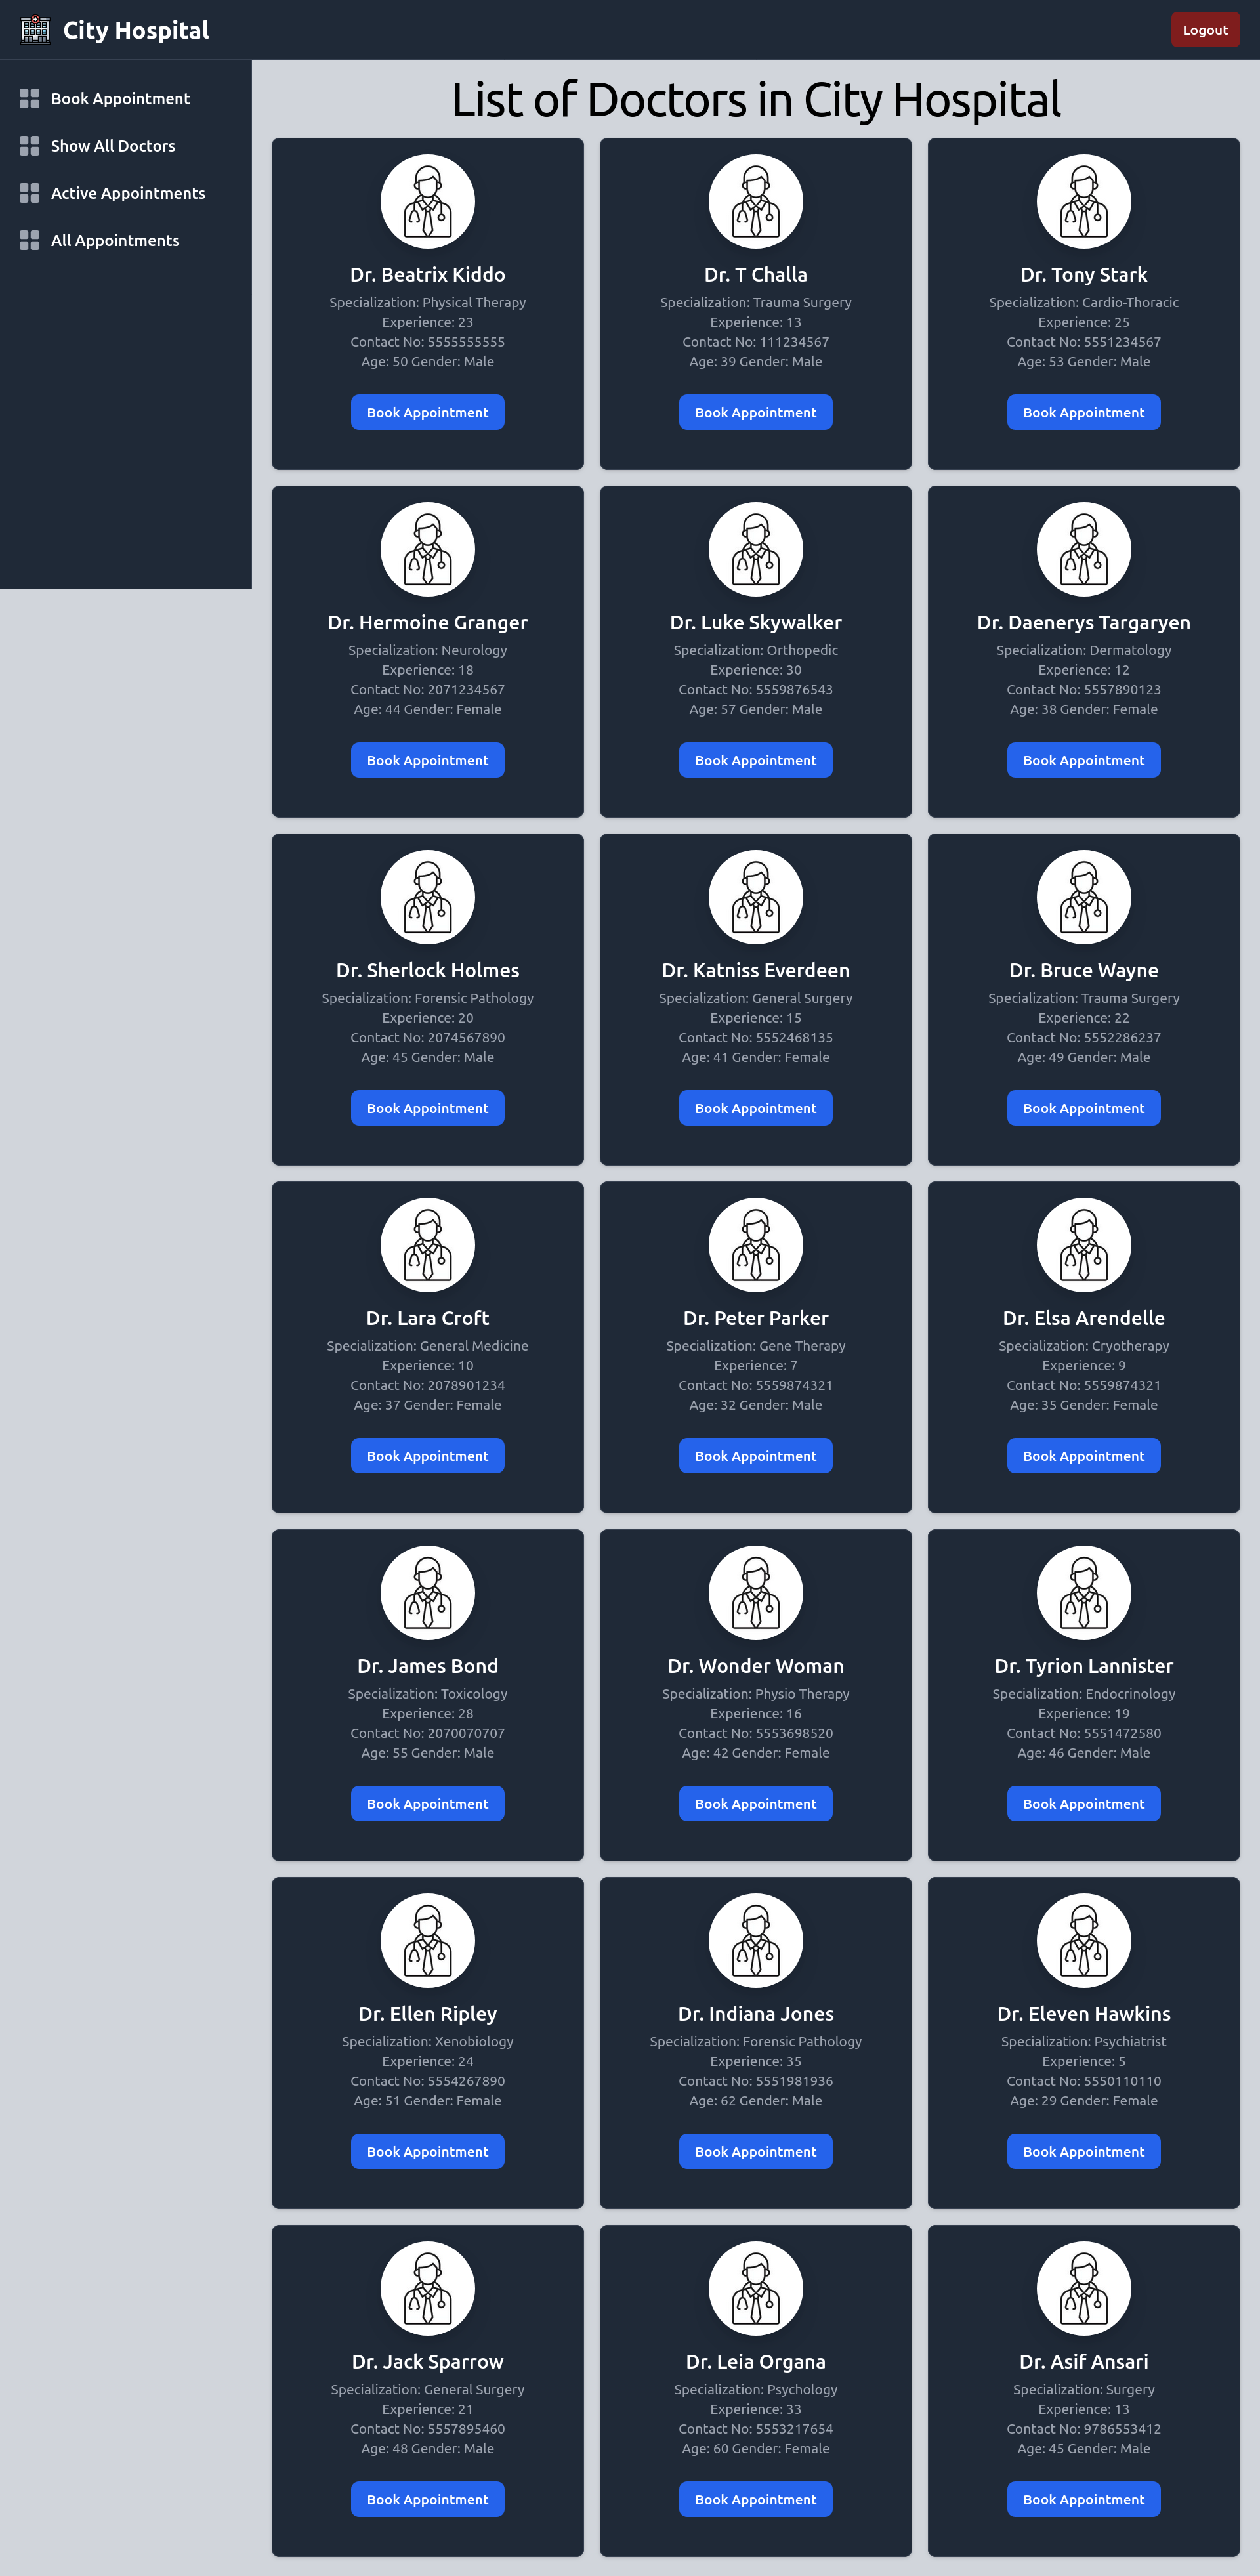 City Hospital
Logout
Book Appointment
Show All Doctors
Active Appointments
All Appointments
List of Doctors in City Hospital
Dr. Beatrix Kiddo
Specialization: Physical Therapy
Experience: 23
Contact No: 5555555555
Age: 50 Gender: Male
Book Appointment
Dr. T Challa
Specialization: Trauma Surgery
Experience: 13
Contact No: 111234567
Age: 39 Gender: Male
Book Appointment
Dr. Tony Stark
Specialization: Cardio-Thoracic
Experience: 25
Contact No: 5551234567
Age: 53 Gender: Male
Book Appointment
Dr. Hermoine Granger
Specialization: Neurology
Experience: 18
Contact No: 2071234567
Age: 44 Gender: Female
Book Appointment
Dr. Luke Skywalker
Specialization: Orthopedic
Experience: 30
Contact No: 5559876543
Age: 57 Gender: Male
Book Appointment
Dr. Daenerys Targaryen
Specialization: Dermatology
Experience: 12
Contact No: 5557890123
Age: 38 Gender: Female
Book Appointment
Dr. Sherlock Holmes
Specialization: Forensic Pathology
Experience: 20
Contact No: 2074567890
Age: 45 Gender: Male
Book Appointment
Dr. Katniss Everdeen
Specialization: General Surgery
Experience: 15
Contact No: 5552468135
Age: 41 Gender: Female
Book Appointment
Dr. Bruce Wayne
Specialization: Trauma Surgery
Experience: 22
Contact No: 5552286237
Age: 49 Gender: Male
Book Appointment
Dr. Lara Croft
Specialization: General Medicine
Experience: 10
Contact No: 2078901234
Age: 37 Gender: Female
Book Appointment
Dr. Peter Parker
Specialization: Gene Therapy
Experience: 7
Contact No: 5559874321
Age: 32 Gender: Male
Book Appointment
Dr. Elsa Arendelle
Specialization: Cryotherapy
Experience: 9
Contact No: 5559874321
Age: 35 Gender: Female
Book Appointment
Dr. James Bond
Specialization: Toxicology
Experience: 28
Contact No: 2070070707
Age: 55 Gender: Male
Book Appointment
Dr. Wonder Woman
Specialization: Physio Therapy
Experience: 16
Contact No: 5553698520
Age: 42 Gender: Female
Book Appointment
Dr. Tyrion Lannister
Specialization: Endocrinology
Experience: 19
Contact No: 5551472580
Age: 46 Gender: Male
Book Appointment
Dr. Ellen Ripley
Specialization: Xenobiology
Experience: 24
Contact No: 5554267890
Age: 51 Gender: Female
Book Appointment
Dr. Indiana Jones
Specialization: Forensic Pathology
Experience: 35
Contact No: 5551981936
Age: 62 Gender: Male
Book Appointment
Dr. Eleven Hawkins
Specialization: Psychiatrist
Experience: 5
Contact No: 5550110110
Age: 29 Gender: Female
Book Appointment
Dr. Jack Sparrow
Specialization: General Surgery
Experience: 21
Contact No: 5557895460
Age: 48 Gender: Male
Book Appointment
Dr. Leia Organa
Specialization: Psychology
Experience: 33
Contact No: 5553217654
Age: 60 Gender: Female
Book Appointment
Dr. Asif Ansari
Specialization: Surgery
Experience: 13
Contact No: 9786553412
Age: 45 Gender: Male
Book Appointment